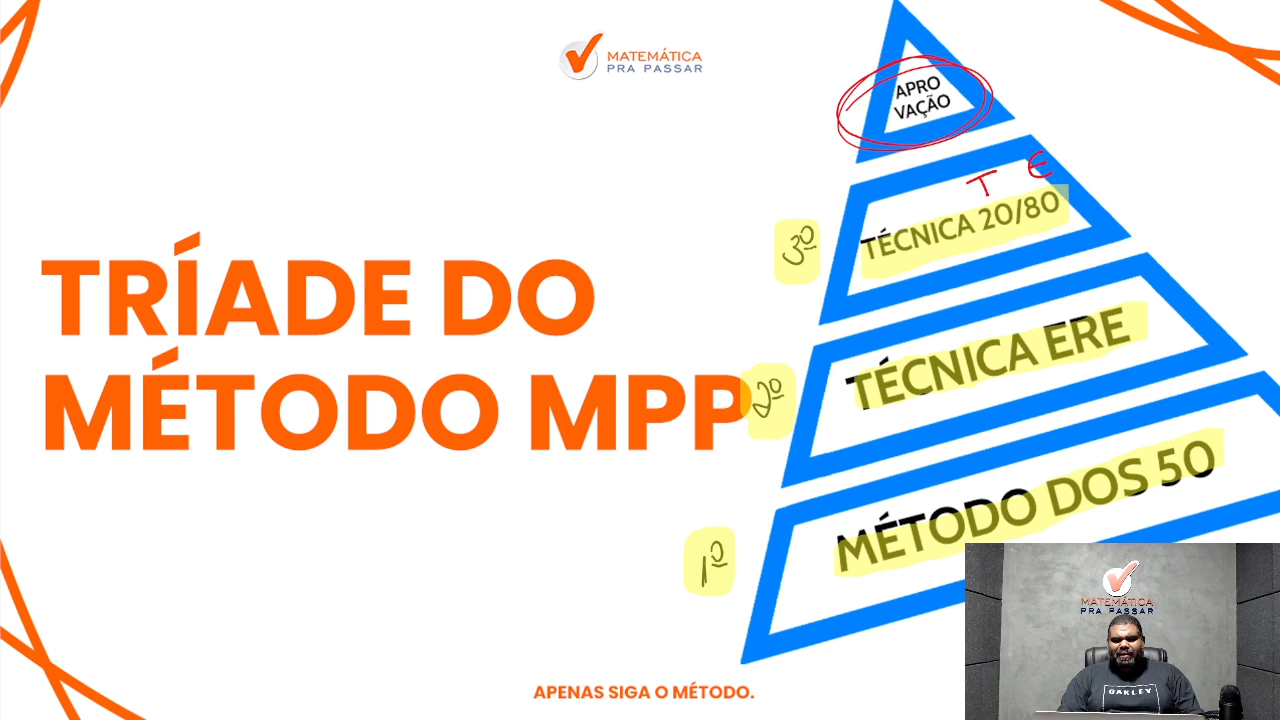 MATEMÁTICA
PRA PASSAR
APRO
VAÇÃO
T E
3º
TÉCNICA 20/80
TRÍADE DO
MÉTODO MPP
2º
TÉCNICA ERE
1º
MÉTODO DOS 50
MATEMÁTICA
PRA PASSAR
OAKLEY
APENAS SIGA O MÉTODO.